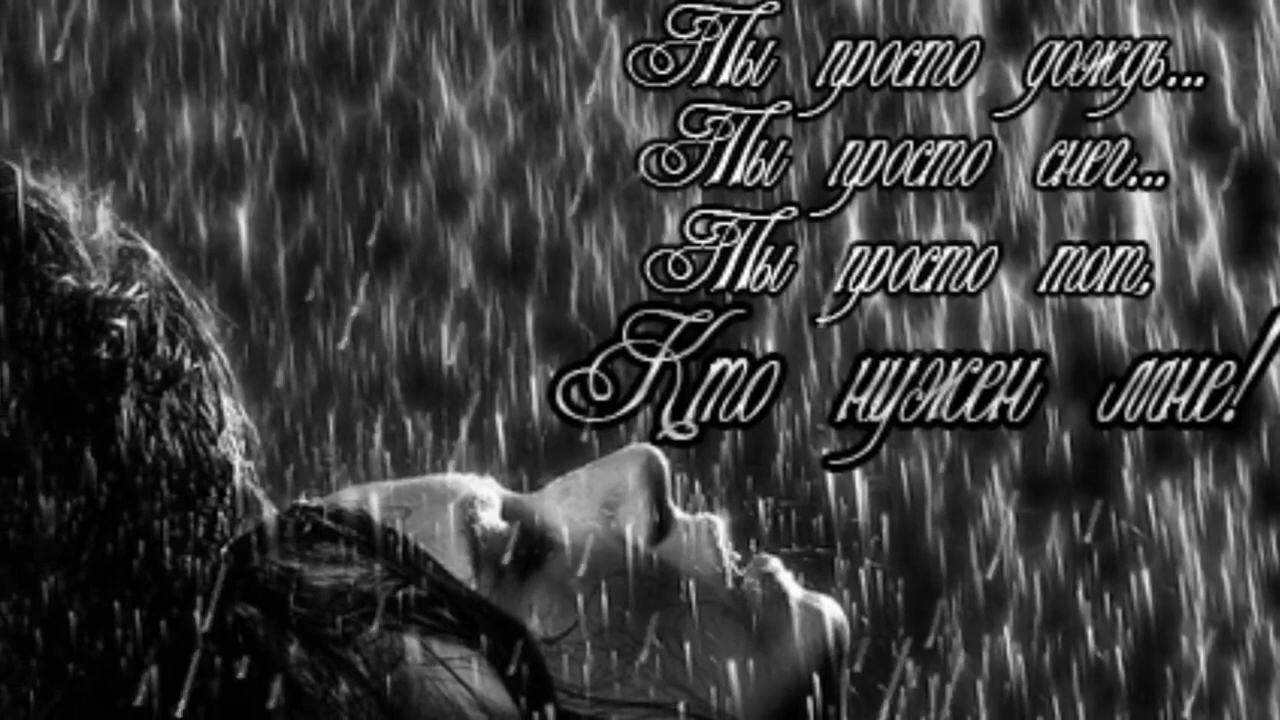 Ты просто дождь...
Ты просто снег...
Ты просто тот,
Кто нужен мне!